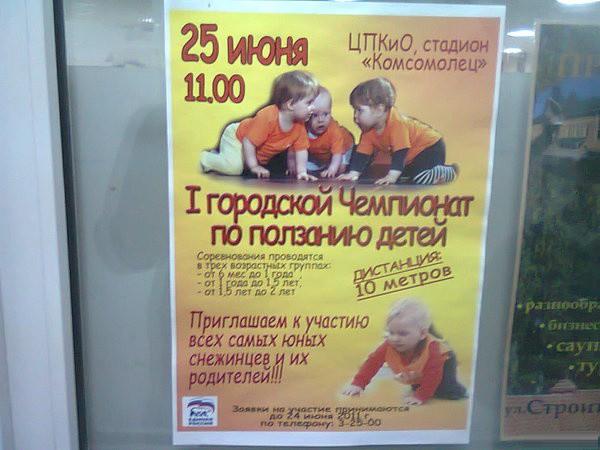 25 июня
11.00
ЦПКиО, стадион
«Комсомолец»
I городской Чемпионат
по ползанию детей
Соревнования проводятся
в трех возрастных группах:
- от 6 мес до 1 года
- от 1 года до 1,5 лет,
- от 1,5 лет до 2 лет
ДИСТАНЦИЯ:
10 метров
Приглашаем к участию
всех самых юных
снежинцев и их
родителей!!!
ЕДИНАЯ
РОССИЯ
Заявки на участие принимаются
до 24 июня 2011 г.
по телефону: 3-25-00
ул.Строит